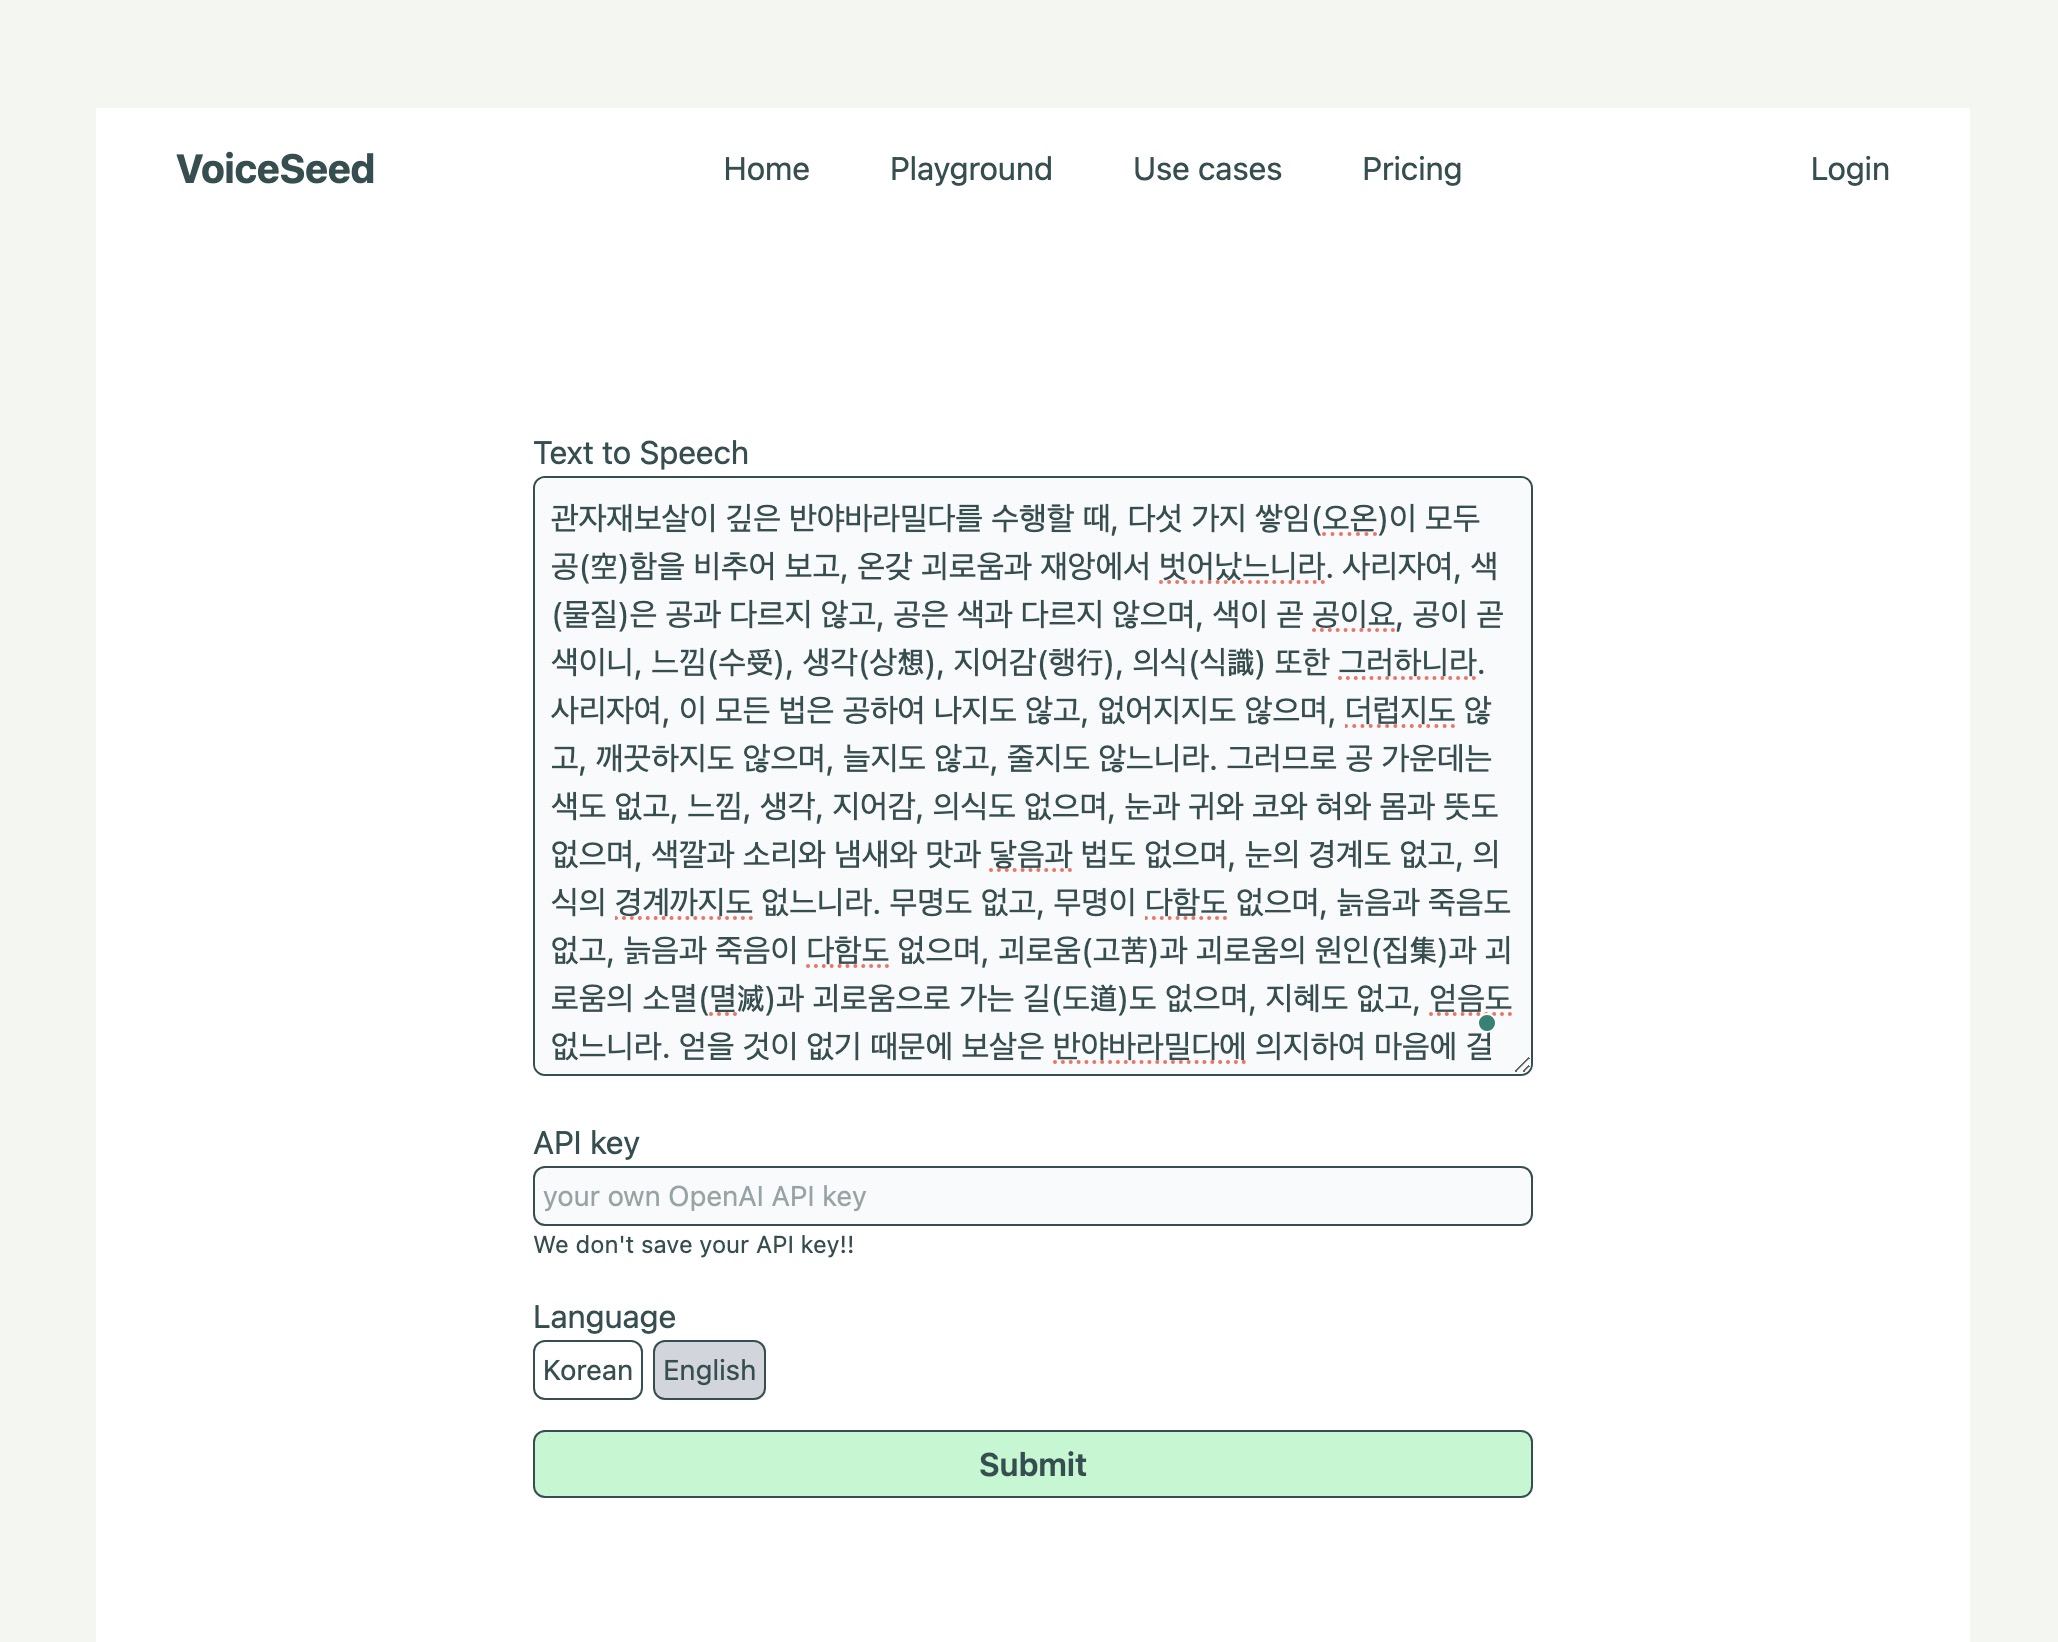 VoiceSeed
Home
Playground
Use cases
Pricing
Login
Text to Speech
관자재보살이 깊은 반야바라밀다를 수행할 때, 다섯 가지 쌓임(오온)이 모두
공(空)함을 비추어 보고, 온갖 괴로움과 재앙에서 벗어났느니라. 사리자여, 색
(물질)은 공과 다르지 않고, 공은 색과 다르지 않으며, 색이 곧 공이요, 공이 곧
색이니, 느낌(수受), 생각(상想), 지어감(행行), 의식(식識) 또한 그러하니라.
사리자여, 이 모든 법은 공하여 나지도 않고, 없어지지도 않으며, 더럽지도 않
고, 깨끗하지도 않으며, 늘지도 않고, 줄지도 않느니라. 그러므로 공 가운데는
색도 없고, 느낌, 생각, 지어감, 의식도 없으며, 눈과 귀와 코와 혀와 몸과 뜻도
없으며, 색깔과 소리와 냄새와 맛과 닿음과 법도 없으며, 눈의 경계도 없고, 의
식의 경계까지도 없느니라. 무명도 없고, 무명이 다함도 없으며, 늙음과 죽음도
없고, 늙음과 죽음이 다함도 없으며, 괴로움(고苦)과 괴로움의 원인(집集)과 괴
로움의 소멸(멸滅)과 괴로움으로 가는 길(도道)도 없으며, 지혜도 없고, 얻음도
없느니라. 얻을 것이 없기 때문에 보살은 반야바라밀다에 의지하여 마음에 걸
API key
your own OpenAI API key
We don't save your API key!!
Language
Korean
English
Submit